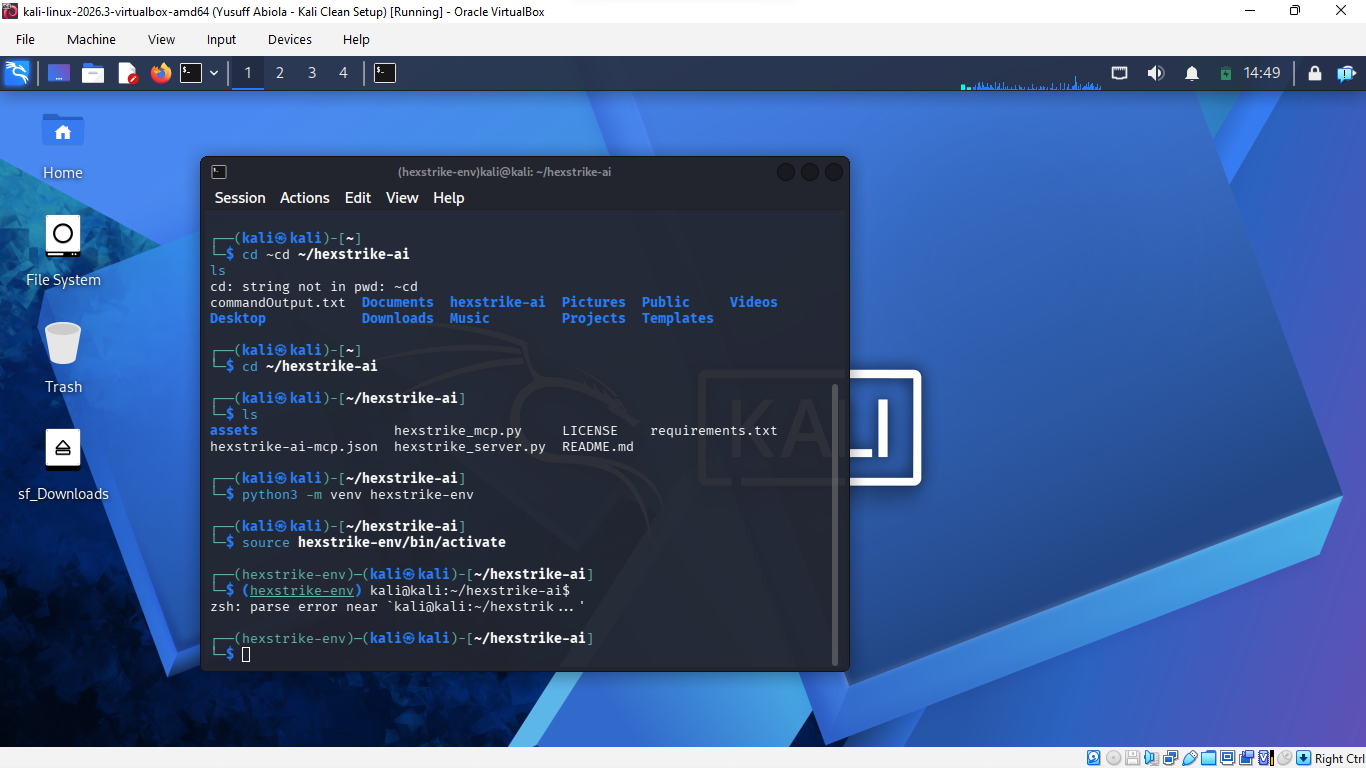 kali-linux-2026.3-virtualbox-amd64 (Yusuff Abiola - Kali Clean Setup) [Running] - Oracle VirtualBox
File Machine View Input Devices Help
1 2 3 4 14:49
Home
File System
Trash
sf_Downloads
(hexstrike-env)kali@kali: ~/hexstrike-ai
Session Actions Edit View Help
┌──(kali㉿kali)-[~]
└─$ cd ~cd ~/hexstrike-ai
ls
cd: string not in pwd: ~cd
commandOutput.txt Documents hexstrike-ai Pictures Public Videos
Desktop Downloads Music Projects Templates
┌──(kali㉿kali)-[~]
└─$ cd ~/hexstrike-ai
┌──(kali㉿kali)-[~/hexstrike-ai]
└─$ ls
assets hexstrike_mcp.py LICENSE requirements.txt
hexstrike-ai-mcp.json hexstrike_server.py README.md
┌──(kali㉿kali)-[~/hexstrike-ai]
└─$ python3 -m venv hexstrike-env
┌──(kali㉿kali)-[~/hexstrike-ai]
└─$ source hexstrike-env/bin/activate
┌──(hexstrike-env)─(kali㉿kali)-[~/hexstrike-ai]
└─$ (hexstrike-env) kali@kali:~/hexstrike-ai$
zsh: parse error near `kali@kali:~/hexstrik...'
┌──(hexstrike-env)─(kali㉿kali)-[~/hexstrike-ai]
└─$
KALI
Right Ctrl